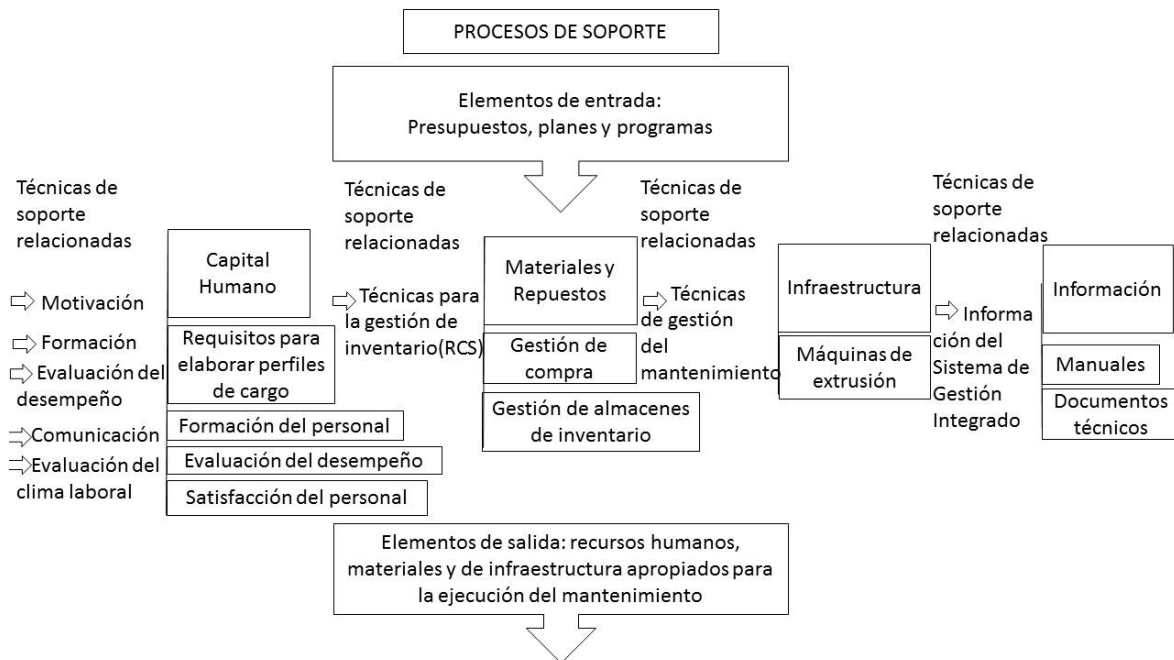 PROCESOS DE SOPORTE
Elementos de entrada:
Presupuestos, planes y programas
Técnicas de
soporte
relacionadas
Motivación
Formación
Evaluación del
desempeño
Comunicación
Evaluación del
clima laboral
Capital
Humano
Requisitos para
elaborar perfiles
de cargo
Formación del personal
Evaluación del desempeño
Satisfacción del personal
Técnicas de
soporte
relacionadas
Técnicas para
la gestión de
inventario(RCS)
Materiales y
Repuestos
Gestión de
compra
Gestión de almacenes
de inventario
Técnicas de
soporte
relacionadas
Técnicas
de gestión
del
mantenimiento
Infraestructura
Máquinas de
extrusión
Técnicas de
soporte
relacionadas
Informa
ción del
Sistema de
Gestión
Integrado
Información
Manuales
Documentos
técnicos
Elementos de salida: recursos humanos,
materiales y de infraestructura apropiados para
la ejecución del mantenimiento